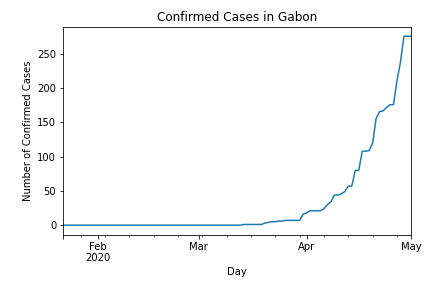 Confirmed Cases in Gabon
Number of Confirmed Cases
250
200
150
100
50
0
Feb
2020
Mar
Apr
May
Day